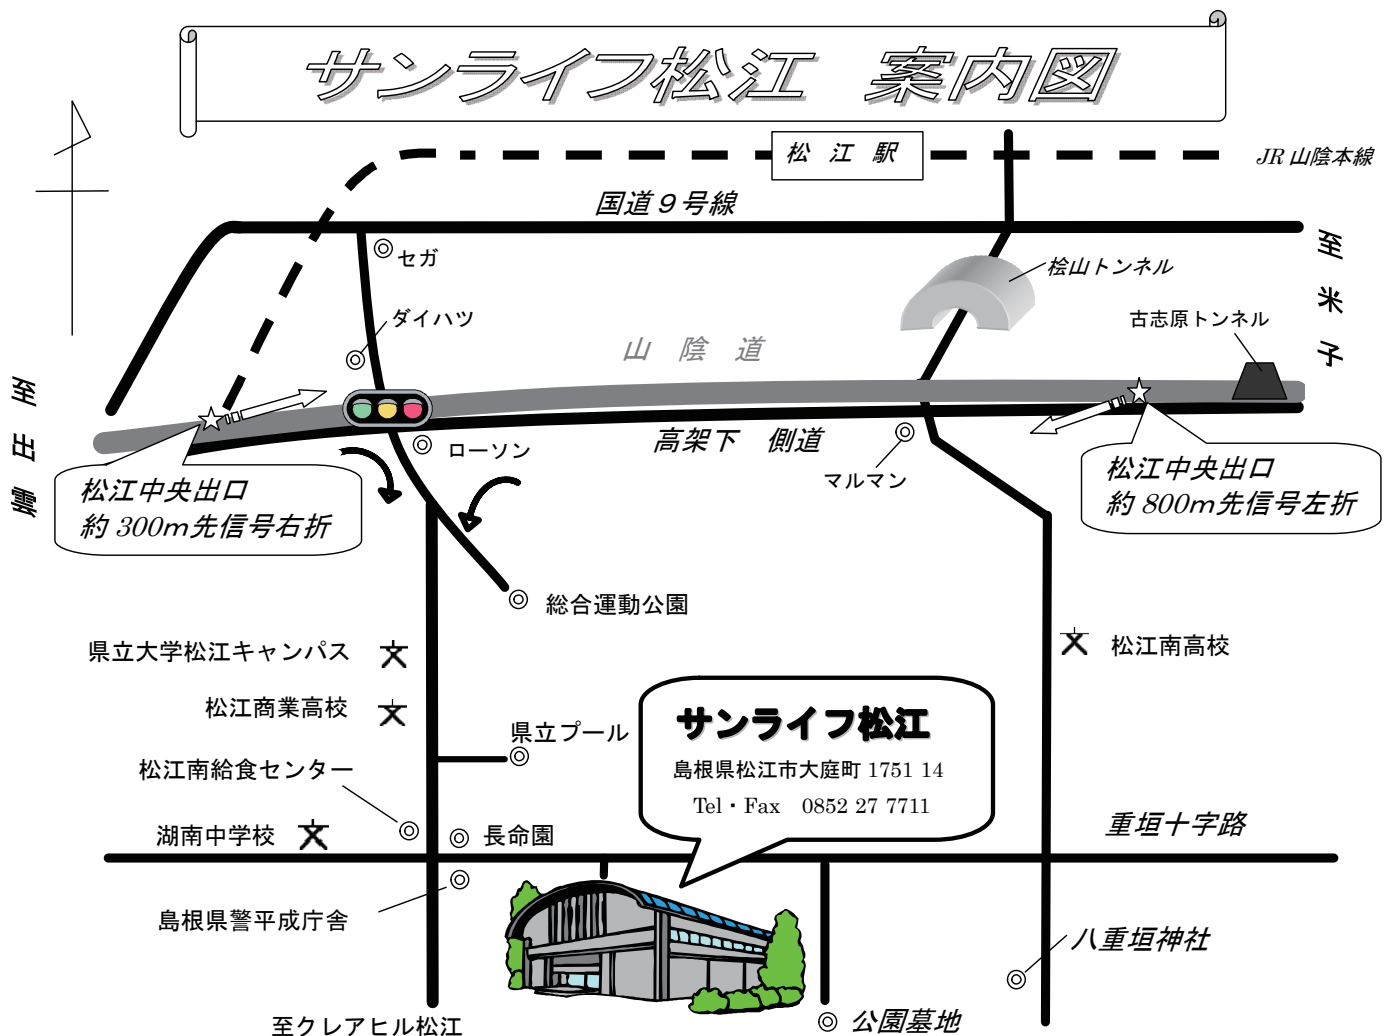 サンライフ松江 案内図
松 江 駅
JR 山陰本線
国道９号線
セガ
桧山トンネル
至 米 子
ダイハツ
古志原トンネル
山 陰 道
至 出 雲
ローソン
高架下 側道
マルマン
松江中央出口
約 300m先信号右折
松江中央出口
約 800m先信号左折
総合運動公園
県立大学松江キャンパス
松江南高校
松江商業高校
県立プール
サンライフ松江
島根県松江市大庭町 1751 14
Tel・Fax 0852 27 7711
松江南給食センター
湖南中学校
長命園
重垣十字路
島根県警平成庁舎
八重垣神社
至クレアヒル松江
公園墓地